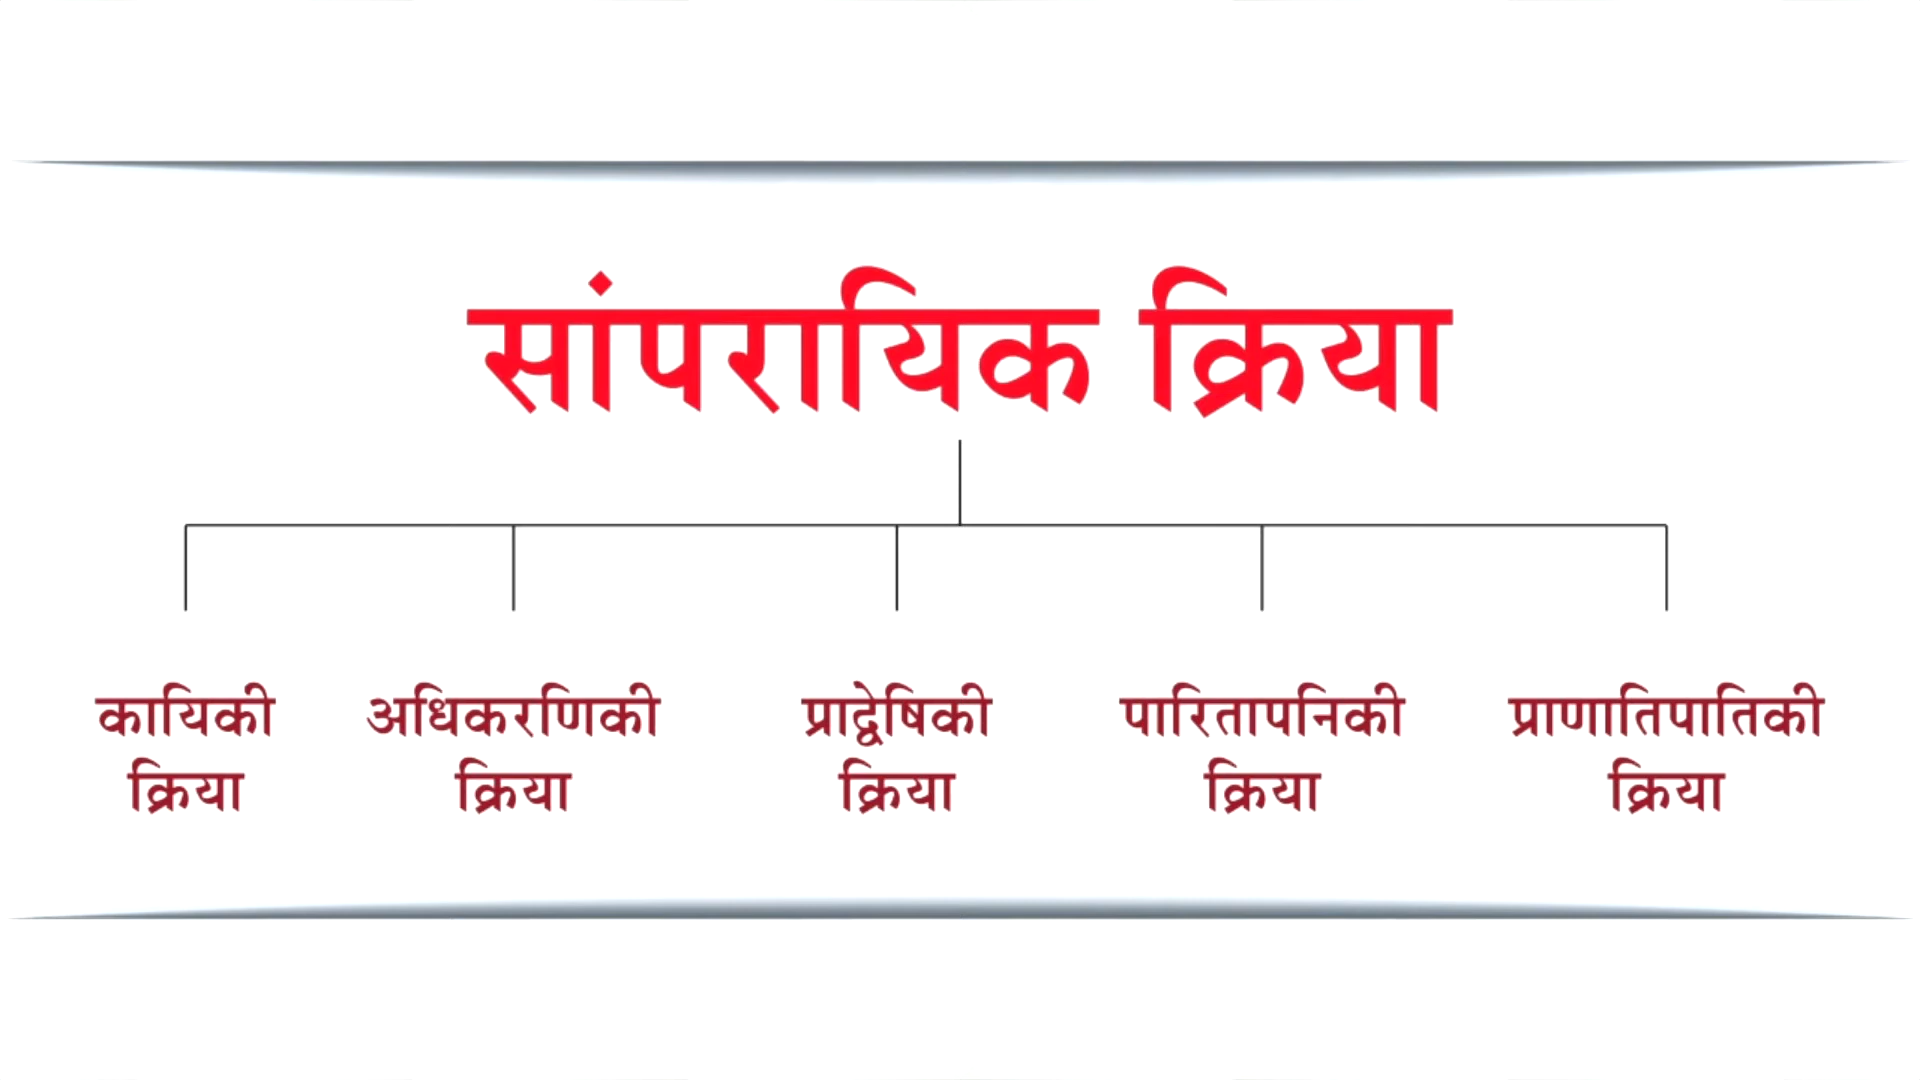 सांपरायिक क्रिया
कायिकी
क्रिया
अधिकरणिकी
क्रिया
प्राद्वेषिकी
क्रिया
पारितापनिकी
क्रिया
प्राणातिपातिकी
क्रिया